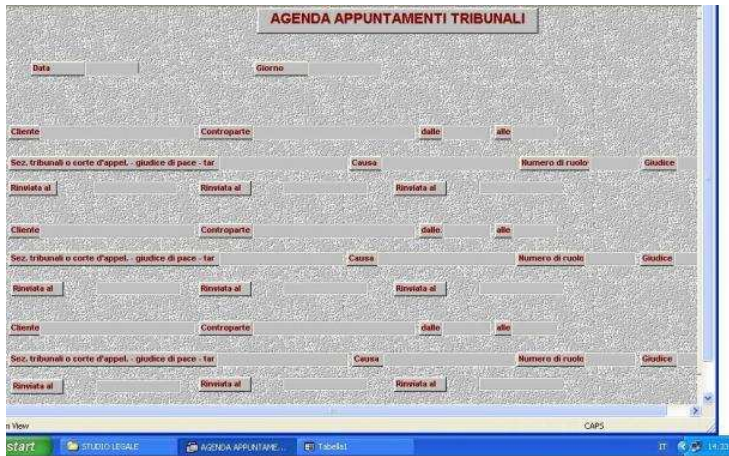 AGENDA APPUNTAMENTI TRIBUNALI
Data Giorno
Cliente Controparte dalle alle
Sez. tribunali o corte d'appel. - giudice di pace - tar Causa Numero di ruolo Giudice
Rinviata al Rinviata al Rinviata al
Cliente Controparte dalle alle
Sez. tribunali o corte d'appel. - giudice di pace - tar Causa Numero di ruolo Giudice
Rinviata al Rinviata al Rinviata al
Cliente Controparte dalle alle
Sez. tribunali o corte d'appel. - giudice di pace - tar Causa Numero di ruolo Giudice
Rinviata al Rinviata al Rinviata al
m View CAPS
start STUDIO LEGALE AGENDA APPUNTAME... Tabella1 IT 14:33